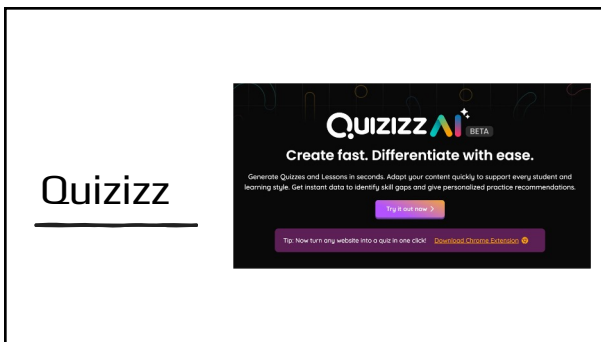 Quizizz
QUIZIZZ AI BETA
Create fast. Differentiate with ease.
Generate Quizzes and Lessons in seconds. Adapt your content quickly to support every student and
learning style. Get instant data to identify skill gaps and give personalized practice recommendations.
Try it out now >
Tip: Now turn any website into a quiz in one click! Download Chrome Extension